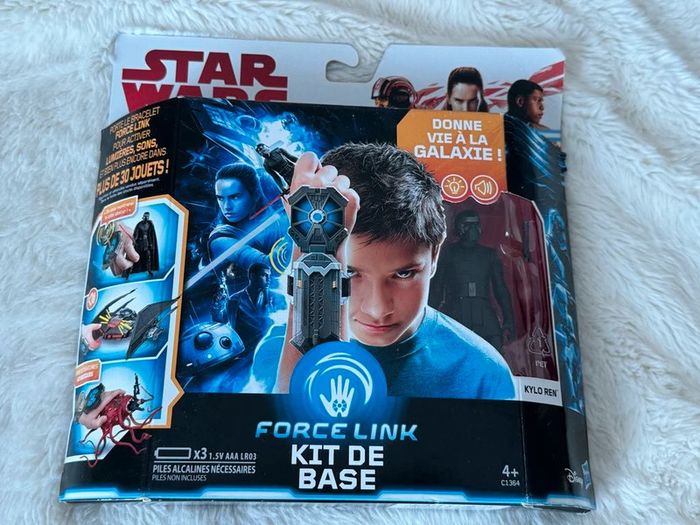 STAR
WARS
PORTE LE BRACELET
FORCE LINK
POUR ACTIVER
LUMIÈRES, SONS,
ET BIEN PLUS ENCORE DANS
PLUS DE 30 JOUETS !
DONNE
VIE À LA
GALAXIE !
KYLO REN
FORCE LINK
KIT DE
BASE
x3 1.5V AAA LR03
PILES ALCALINES NÉCESSAIRES
PILES NON INCLUSES
4+
C1364
Disney